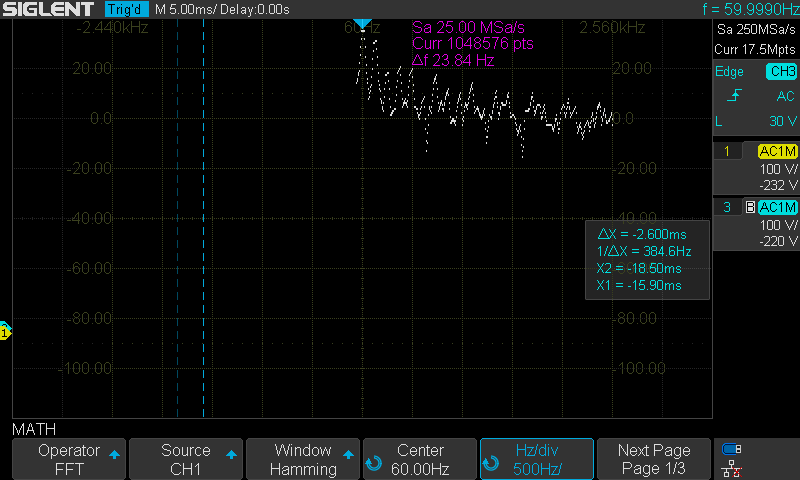 SIGLENT Trig'd M 5.00ms/ Delay:0.00s f = 59.9990Hz
-2.440kHz 60Hz 2.560kHz
Sa 25.00 MSa/s
Curr 1048576 pts
Δf 23.84 Hz
Sa 250MSa/s
Curr 17.5Mpts
Edge CH3
AC
L 30 V
1 AC1M
100 V/
-232 V
3 B AC1M
100 V/
-220 V
20.00 20.00
0.0 0.0
-20.00 -20.00
-40.00 -40.00
-60.00 -60.00
-80.00 -80.00
-100.00 -100.00
ΔX = -2.600ms
1/ΔX = 384.6Hz
X2 = -18.50ms
X1 = -15.90ms
1
MATH
Operator
FFT
Source
CH1
Window
Hamming
Center
60.00Hz
Hz/div
500Hz/
Next Page
Page 1/3